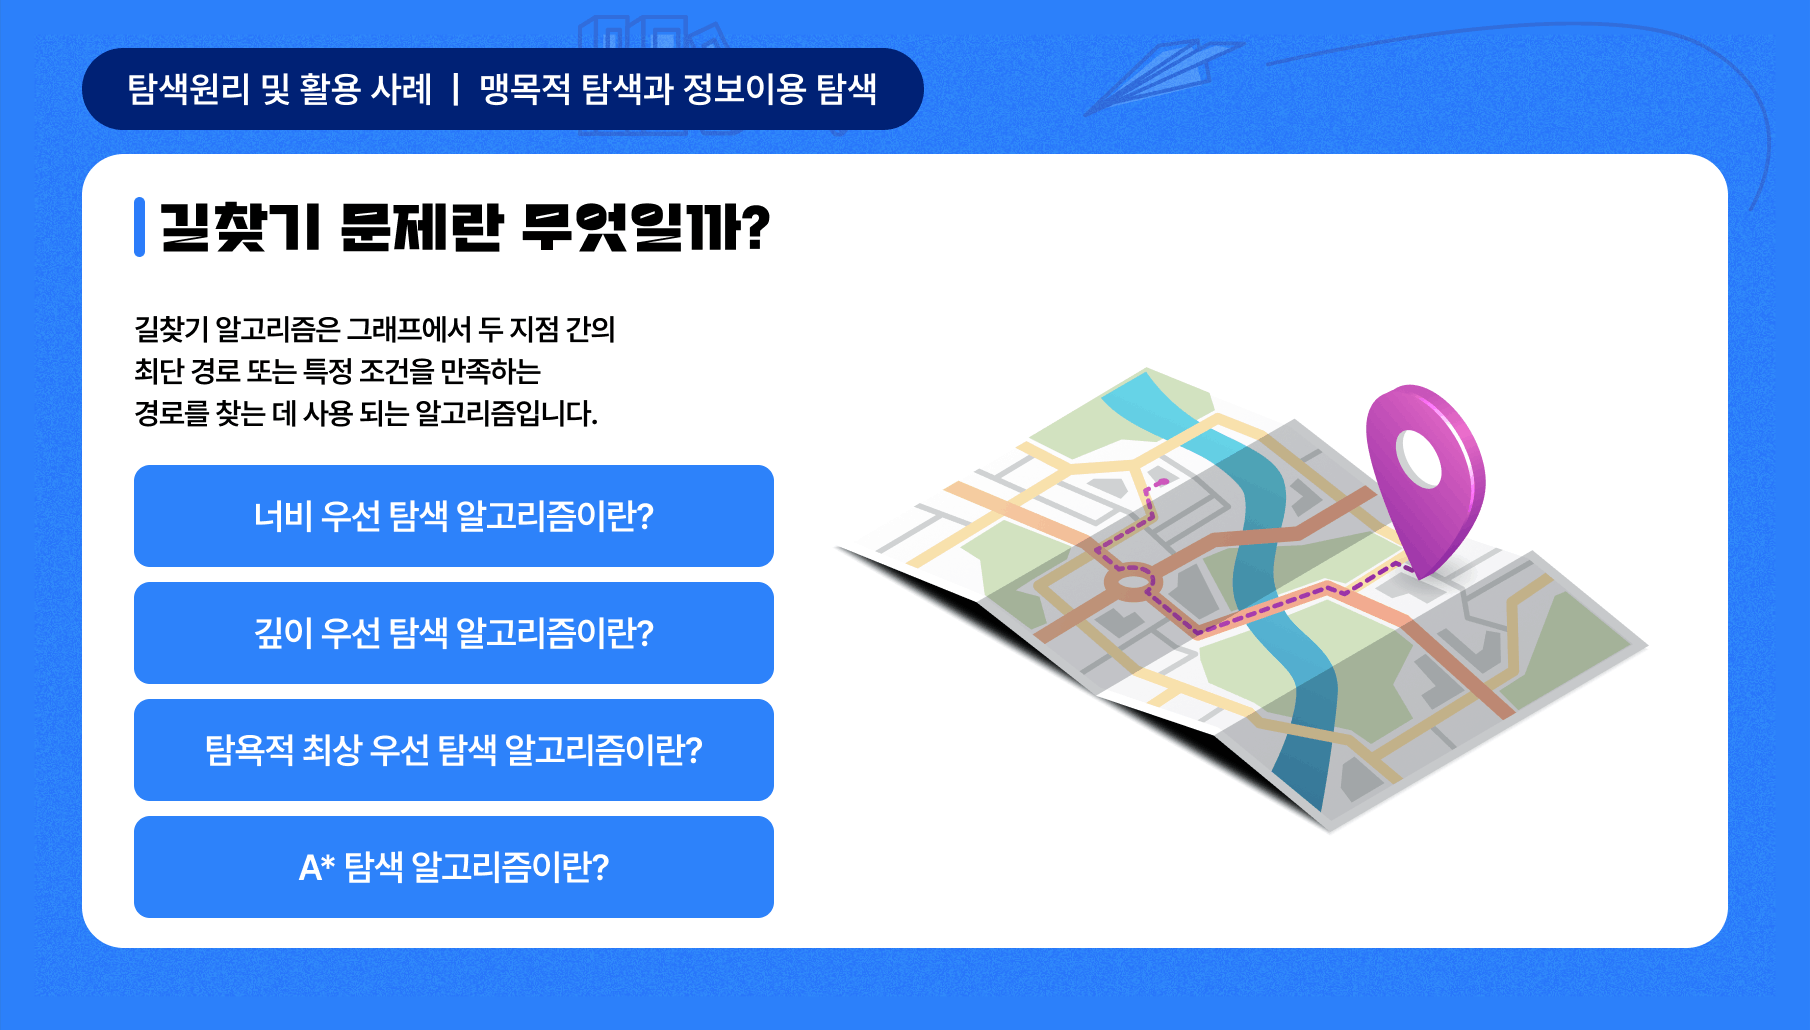 탐색원리 및 활용 사례 | 맹목적 탐색과 정보이용 탐색
길찾기 문제란 무엇일까?
길찾기 알고리즘은 그래프에서 두 지점 간의
최단 경로 또는 특정 조건을 만족하는
경로를 찾는 데 사용 되는 알고리즘입니다.
너비 우선 탐색 알고리즘이란?
깊이 우선 탐색 알고리즘이란?
탐욕적 최상 우선 탐색 알고리즘이란?
A* 탐색 알고리즘이란?